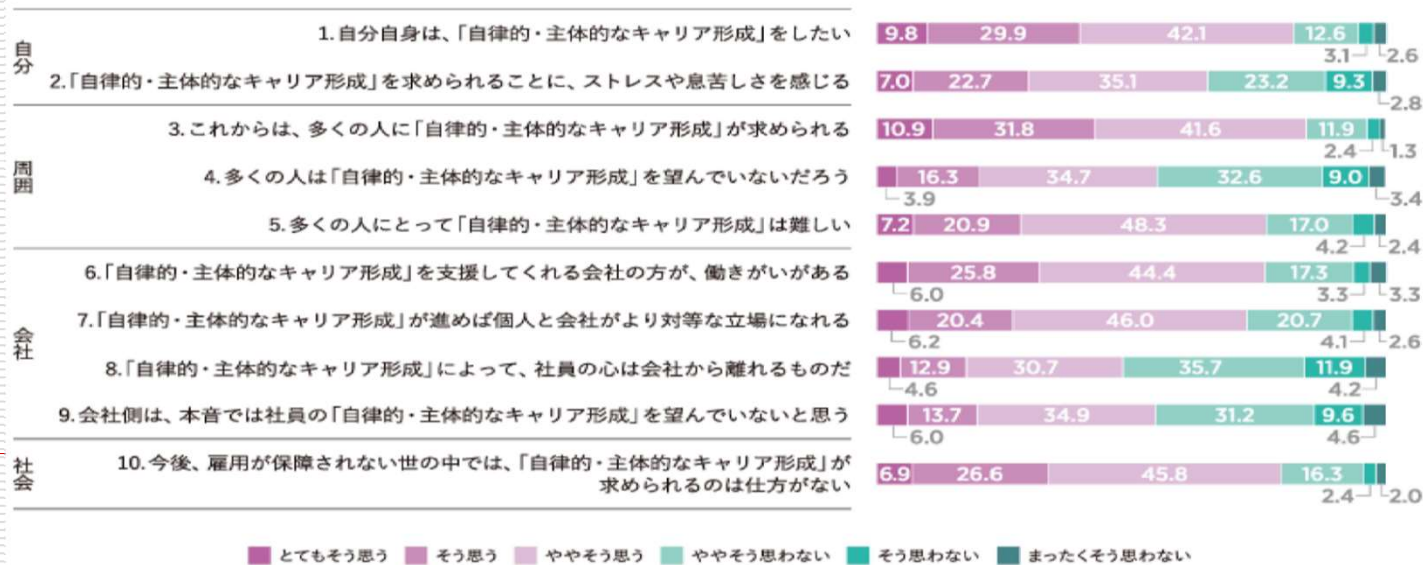 自分
1.自分自身は、「自律的・主体的なキャリア形成」をしたい
9.8 29.9 42.1 12.6 3.1 2.6
2.「自律的・主体的なキャリア形成」を求められることに、ストレスや息苦しさを感じる
7.0 22.7 35.1 23.2 9.3 2.8
周囲
3.これからは、多くの人に「自律的・主体的なキャリア形成」が求められる
10.9 31.8 41.6 11.9 2.4 1.3
4.多くの人は「自律的・主体的なキャリア形成」を望んでいないだろう
3.9 16.3 34.7 32.6 9.0 3.4
5.多くの人にとって「自律的・主体的なキャリア形成」は難しい
7.2 20.9 48.3 17.0 4.2 2.4
会社
6.「自律的・主体的なキャリア形成」を支援してくれる会社の方が、働きがいがある
6.0 25.8 44.4 17.3 3.3 3.3
7.「自律的・主体的なキャリア形成」が進めば個人と会社がより対等な立場になれる
6.2 20.4 46.0 20.7 4.1 2.6
8.「自律的・主体的なキャリア形成」によって、社員の心は会社から離れるものだ
4.6 12.9 30.7 35.7 11.9 4.2
9.会社側は、本音では社員の「自律的・主体的なキャリア形成」を望んでいないと思う
6.0 13.7 34.9 31.2 9.6 4.6
社会
10.今後、雇用が保障されない世の中では、「自律的・主体的なキャリア形成」が
求められるのは仕方がない
6.9 26.6 45.8 16.3 2.4 2.0
とてもそう思う そう思う ややそう思う ややそう思わない そう思わない まったくそう思わない